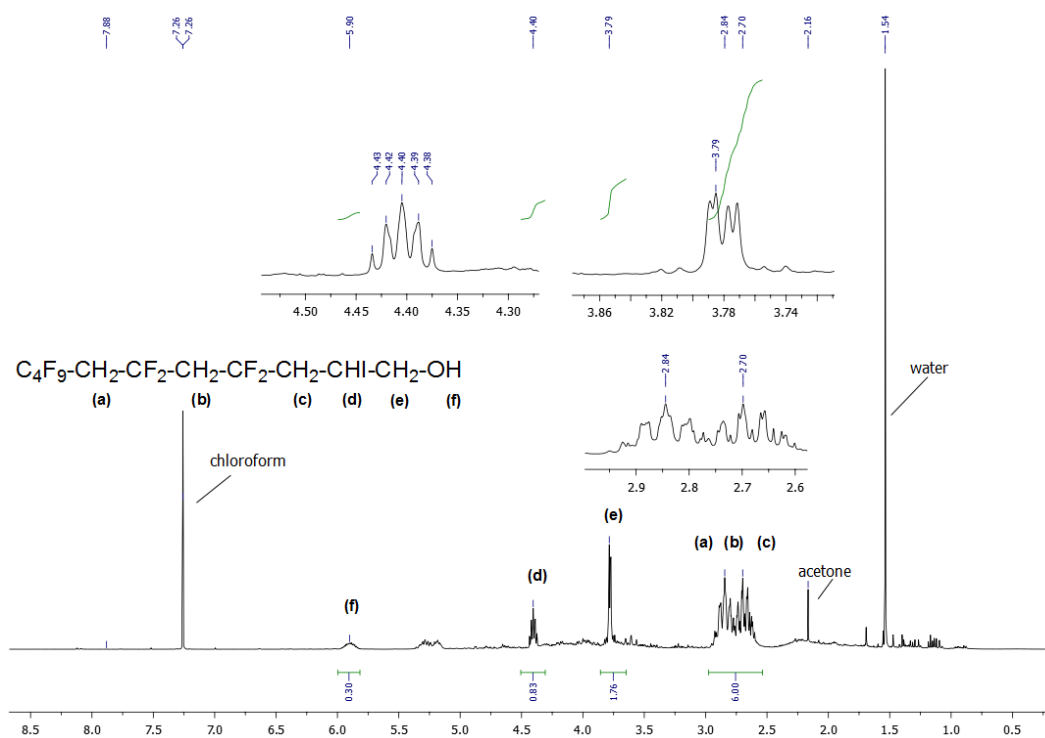 7.88 7.26 7.26 5.90 4.40 3.79 2.84 2.70 2.16 1.54
4.43 4.42 4.40 4.39 4.38
3.79
4.50 4.45 4.40 4.35 4.30
3.86 3.82 3.78 3.74
C4F9-CH2-CF2-CH2-CF2-CH2-CHI-CH2-OH
(a) (b) (c) (d) (e) (f)
2.84 2.70
water
chloroform
2.9 2.8 2.7 2.6
(e)
(a) (b) (c)
acetone
(d)
(f)
0.30 0.83 1.76 6.00
8.5 8.0 7.5 7.0 6.5 6.0 5.5 5.0 4.5 4.0 3.5 3.0 2.5 2.0 1.5 1.0 0.5